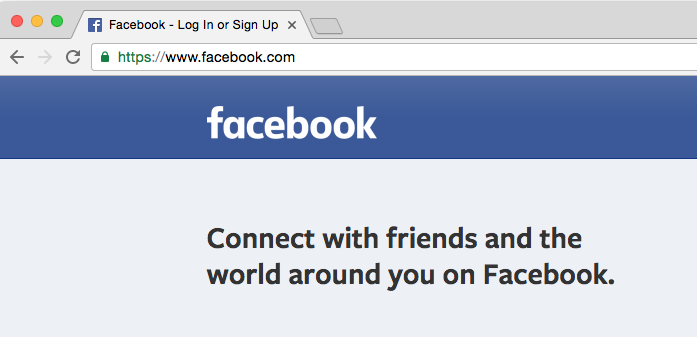 Facebook - Log In or Sign Up
https://www.facebook.com
facebook
Connect with friends and the
world around you on Facebook.